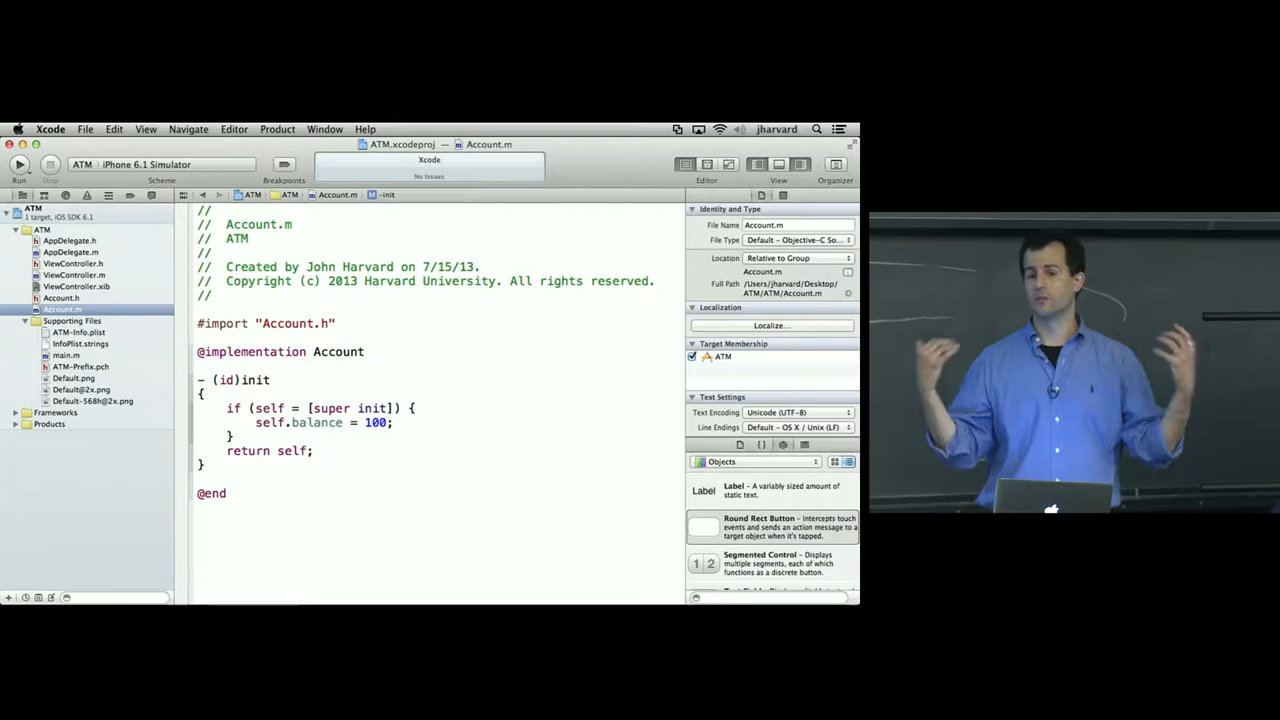 Xcode File Edit View Navigate Editor Product Window Help jharvard
ATM.xcodeproj — Account.m
ATM iPhone 6.1 Simulator
Xcode
No Issues
Run Stop Scheme Breakpoints Editor View Organizer
ATM ATM Account.m -init
ATM
1 target, iOS SDK 6.1
ATM
AppDelegate.h
AppDelegate.m
ViewController.h
ViewController.m
ViewController.xib
Account.h
Account.m
Supporting Files
ATM-Info.plist
InfoPlist.strings
main.m
ATM-Prefix.pch
Default.png
Default@2x.png
Default-568h@2x.png
Frameworks
Products
//
// Account.m
// ATM
//
// Created by John Harvard on 7/15/13.
// Copyright (c) 2013 Harvard University. All rights reserved.
//
#import "Account.h"
@implementation Account
- (id)init
{
if (self = [super init]) {
self.balance = 100;
}
return self;
}
@end
Identity and Type
File Name Account.m
File Type Default - Objective-C So...
Location Relative to Group
Account.m
Full Path /Users/jharvard/Desktop/
ATM/ATM/Account.m
Localization
Localize...
Target Membership
ATM
Text Settings
Text Encoding Unicode (UTF-8)
Line Endings Default - OS X / Unix (LF)
Objects
Label Label - A variably sized amount of
static text.
Round Rect Button - Intercepts touch
events and sends an action message to a
target object when it's tapped.
1 2 Segmented Control - Displays
multiple segments, each of which
functions as a discrete button.